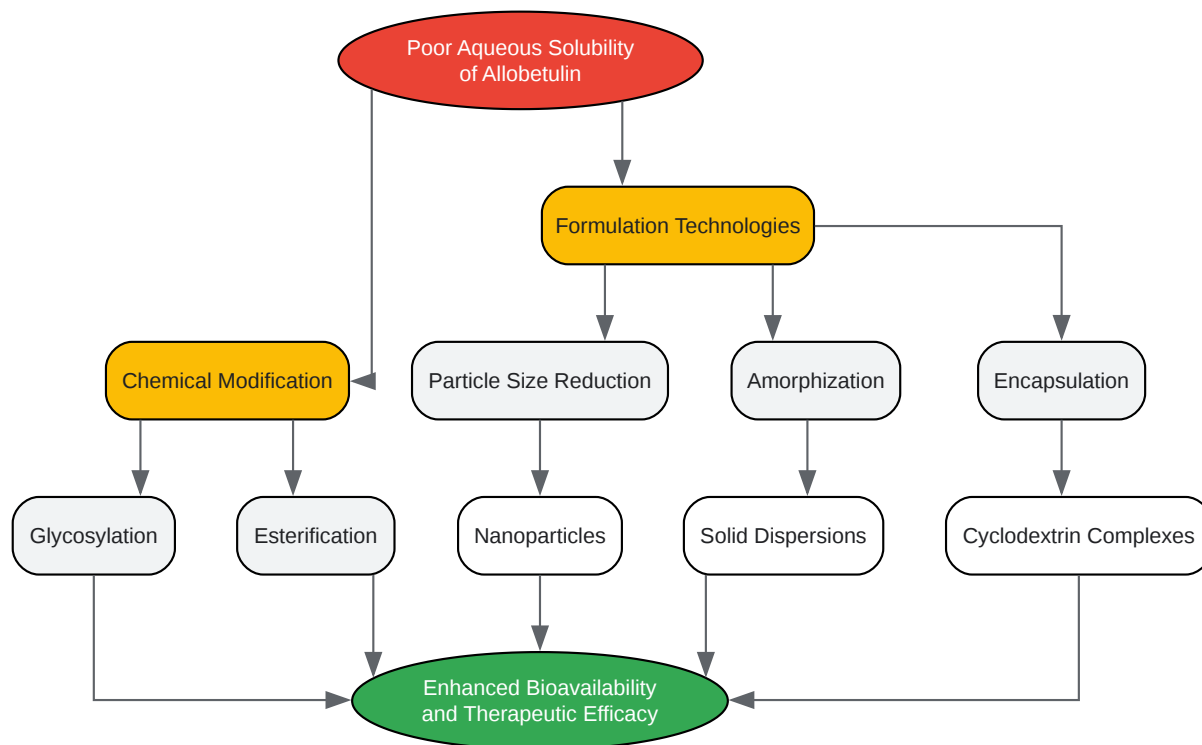 Poor Aqueous Solubility
of Allobetulin
Formulation Technologies
Chemical Modification
Particle Size Reduction
Amorphization
Encapsulation
Glycosylation
Esterification
Nanoparticles
Solid Dispersions
Cyclodextrin Complexes
Enhanced Bioavailability
and Therapeutic Efficacy